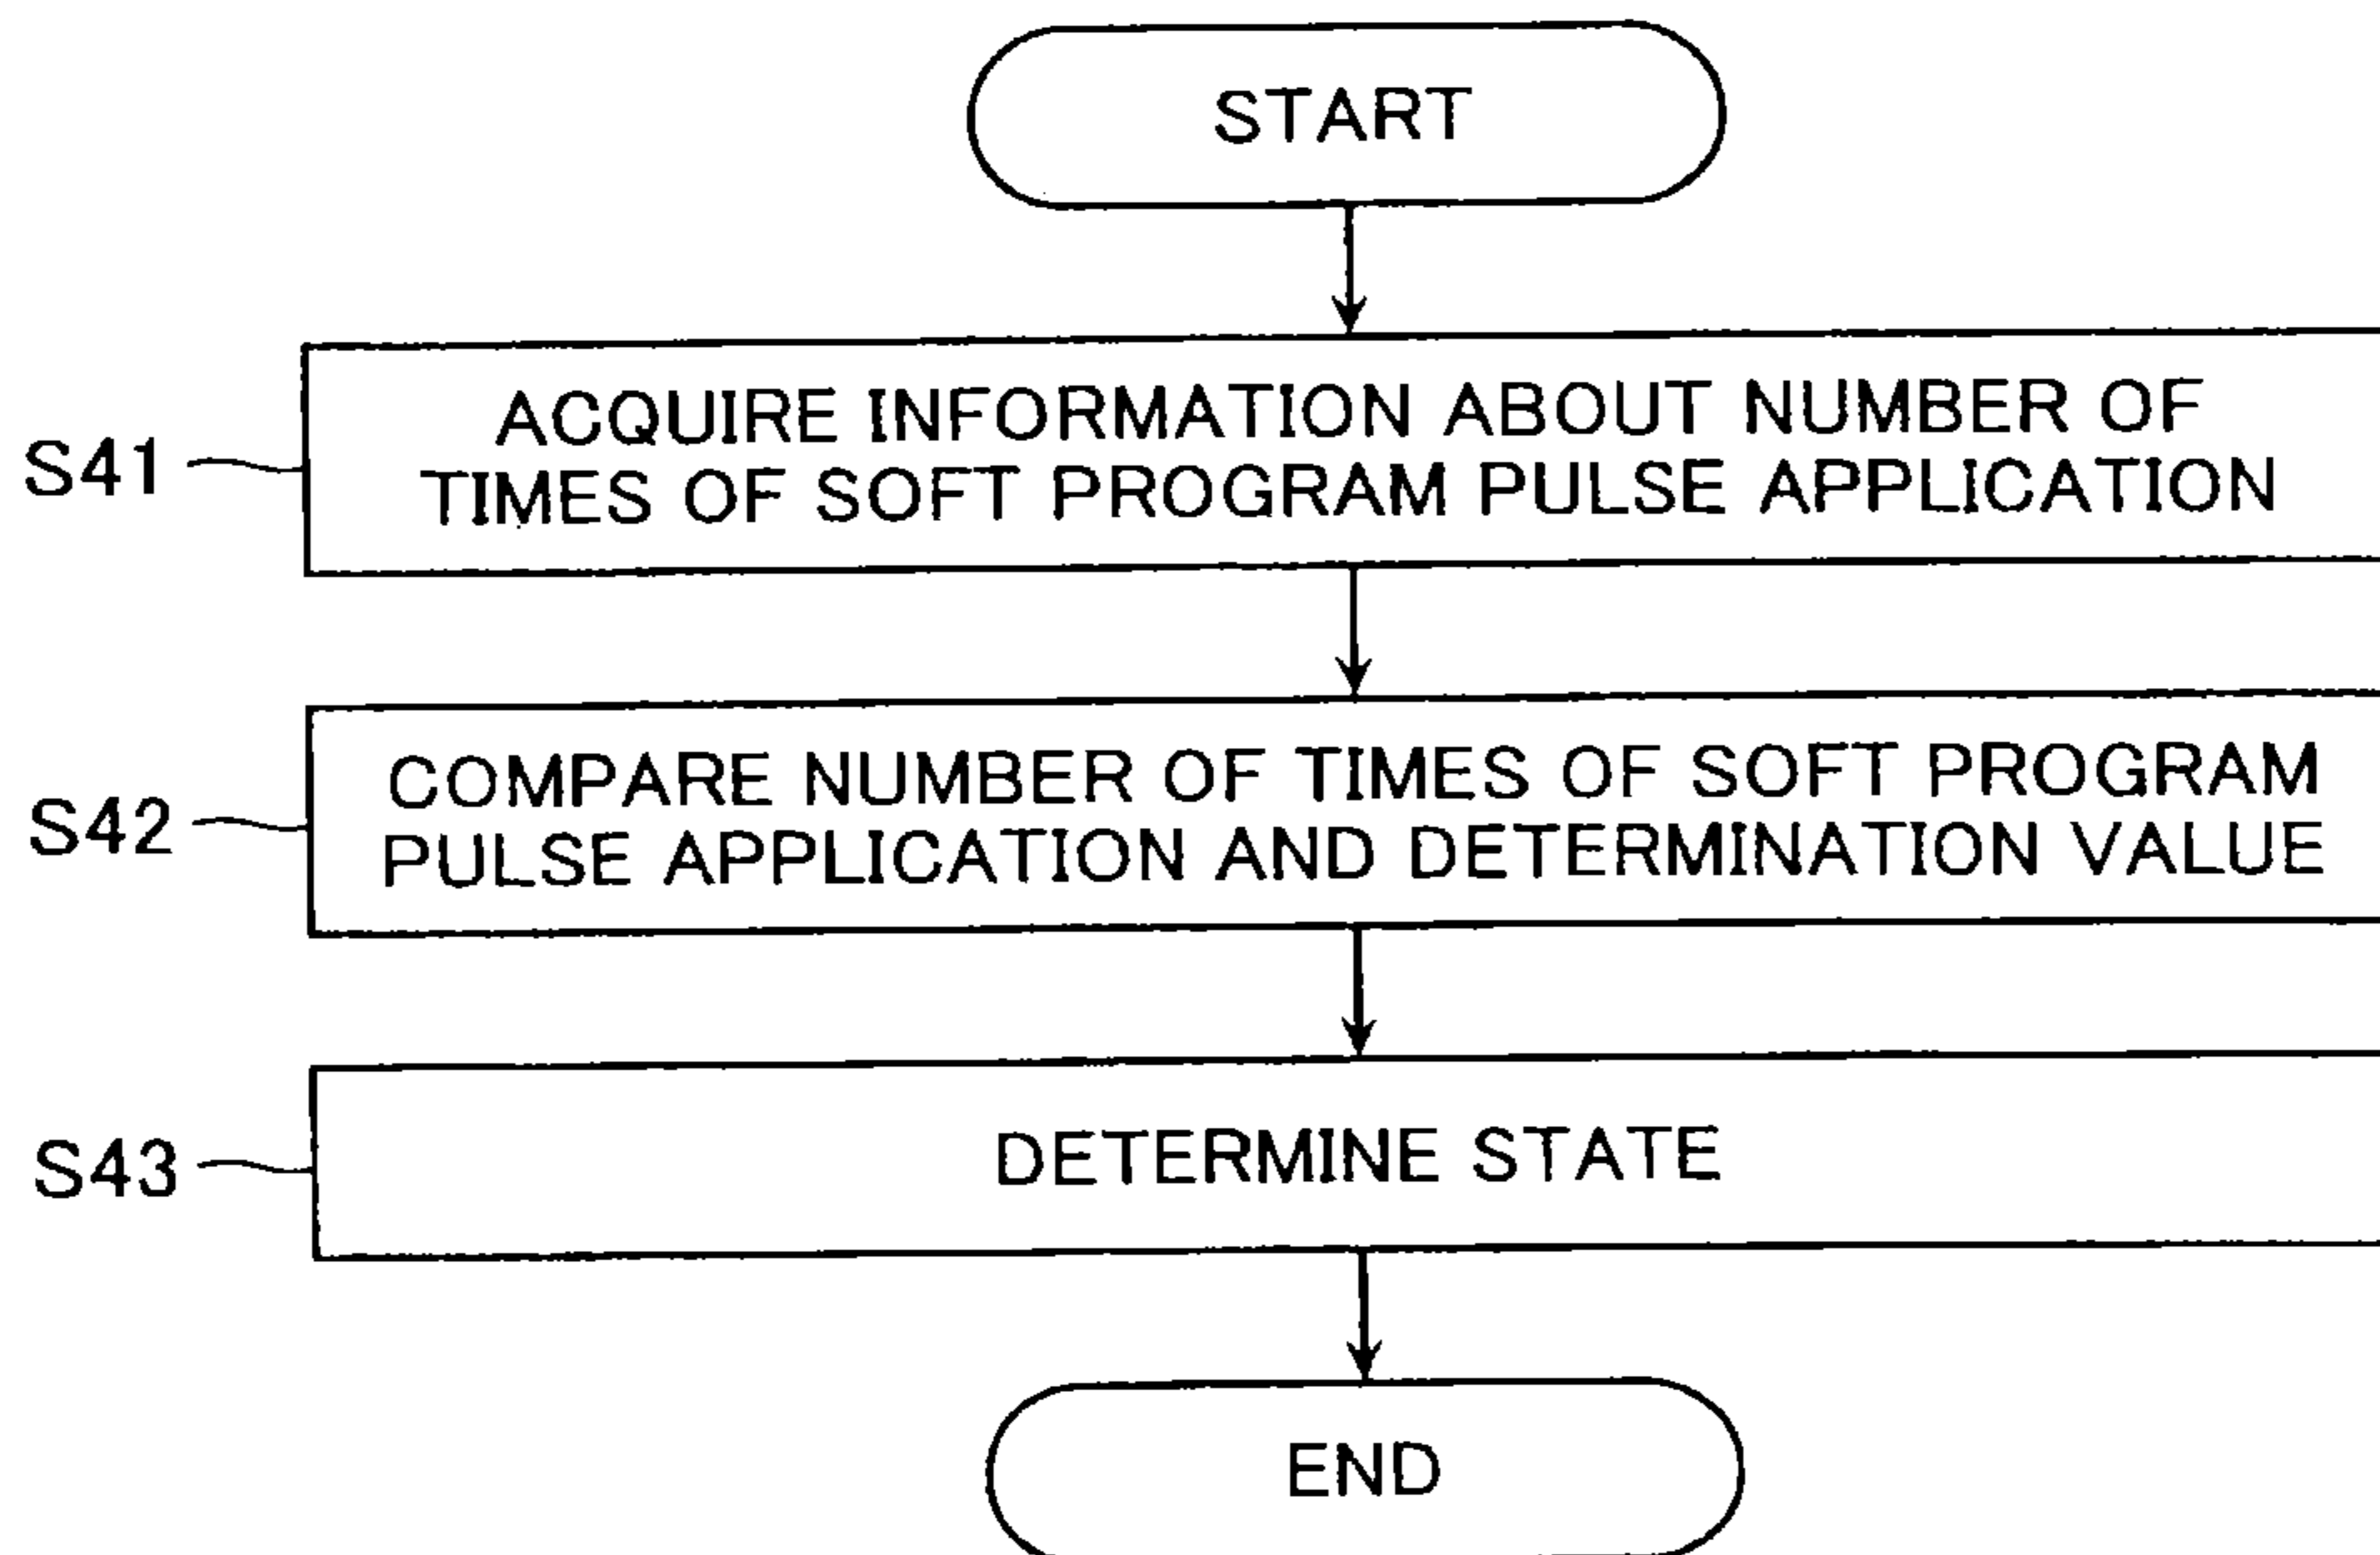 START
S41
ACQUIRE INFORMATION ABOUT NUMBER OF
TIMES OF SOFT PROGRAM PULSE APPLICATION
S42
COMPARE NUMBER OF TIMES OF SOFT PROGRAM
PULSE APPLICATION AND DETERMINATION VALUE
S43
DETERMINE STATE
END